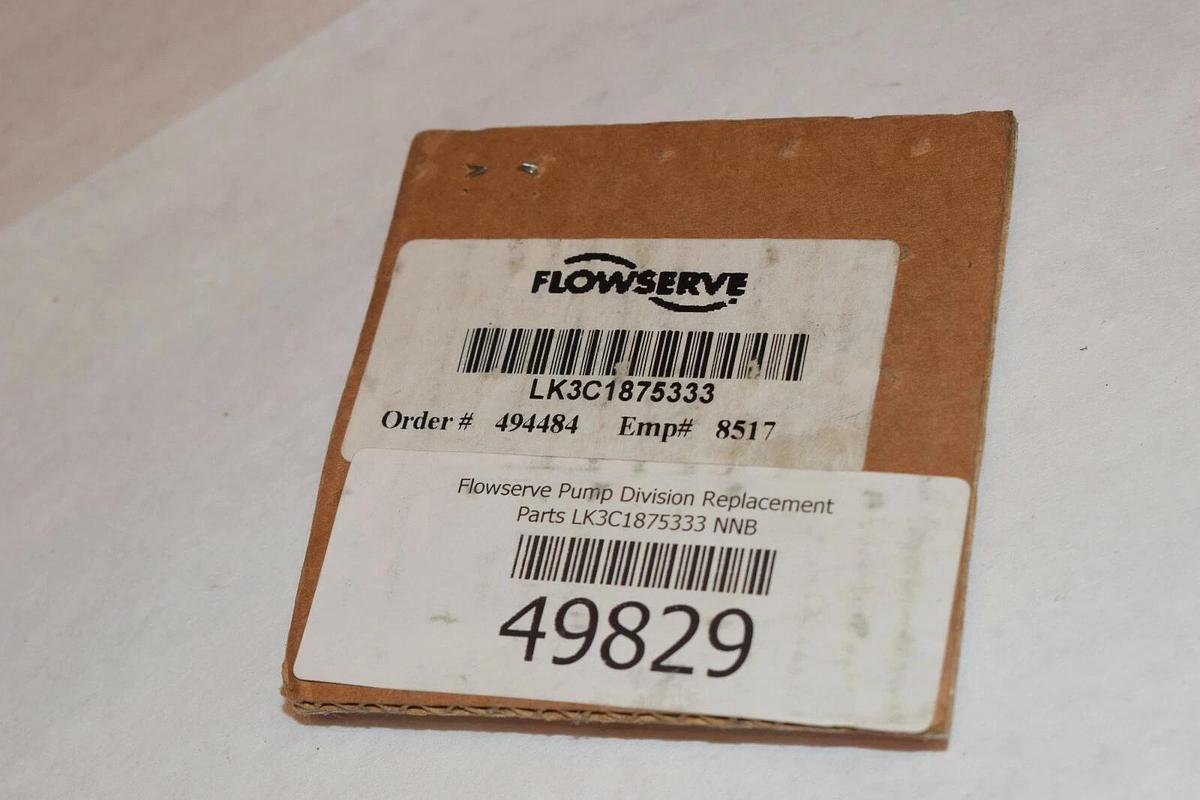 FLOWSERVE
LK3C1875333
Order # 494484 Emp# 8517
Flowserve Pump Division Replacement
Parts LK3C1875333 NNB
49829